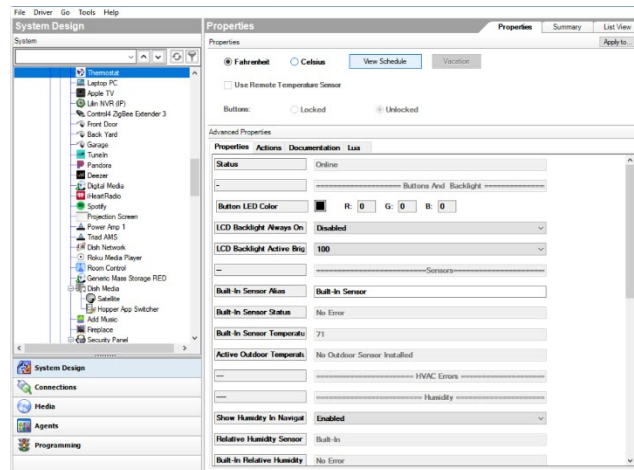 File Driver Go Tools Help
System Design
System
Thermostat
Laptop PC
Apple TV
Lilin NVR (IP)
Control4 ZigBee Extender 3
Front Door
Back Yard
Garage
TuneIn
Pandora
Deezer
Digital Media
iHeartRadio
Spotify
Projection Screen
Power Amp 1
Triad AMS
Dish Network
Roku Media Player
Room Control
Generic Mass Storage RED
Dish Media
Satellite
Hopper App Switcher
Add Music
Fireplace
Security Panel
System Design
Connections
Media
Agents
Programming
Properties
Properties Summary List View
Properties
Apply to...
Fahrenheit Celsius View Schedule Vacation
Use Remote Temperature Sensor
Buttons: Locked Unlocked
Advanced Properties
Properties Actions Documentation Lua
Status Online
- Buttons And Backlight
Button LED Color R: 0 G: 0 B: 0
LCD Backlight Always On Disabled
LCD Backlight Active Brig 100
-- Sensors
Built-In Sensor Alias Built-In Sensor
Built-In Sensor Status No Error
Built-In Sensor Temperatu 71
Active Outdoor Temperatu No Outdoor Sensor Installed
--- HVAC Errors
---- Humidity
Show Humidity In Navigat Enabled
Relative Humidity Sensor Built-In
Built-In Relative Humidity No Error